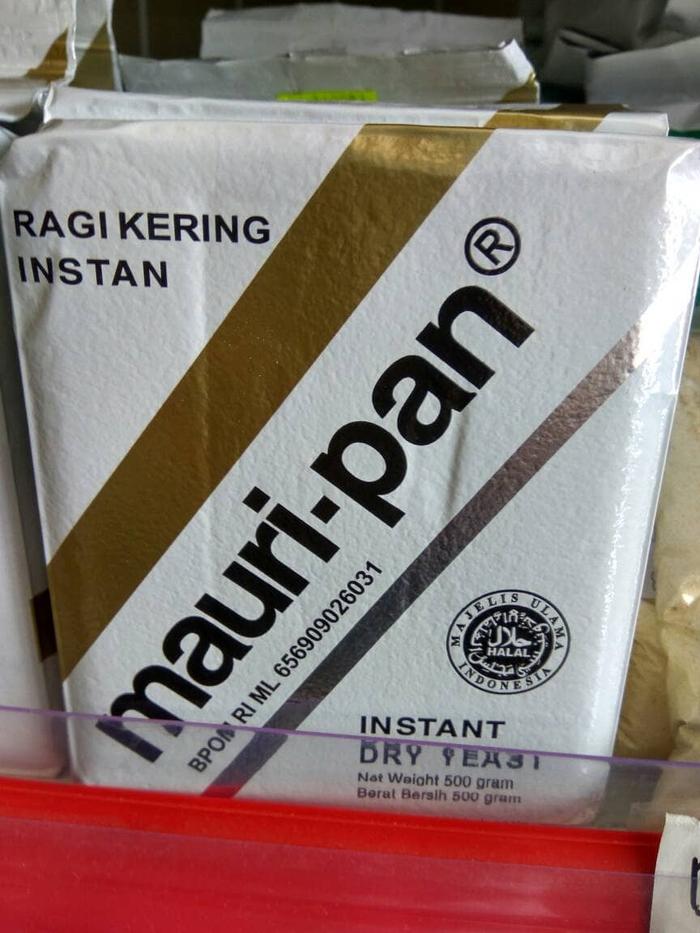 RAGI KERING
INSTAN
mauri-pan®
BPOM RI ML 656909026031
MAJELIS ULAMA
حلال
HALAL
INDONESIA
INSTANT
DRY YEAST
Net Weight 500 gram
Berat Bersih 500 gram